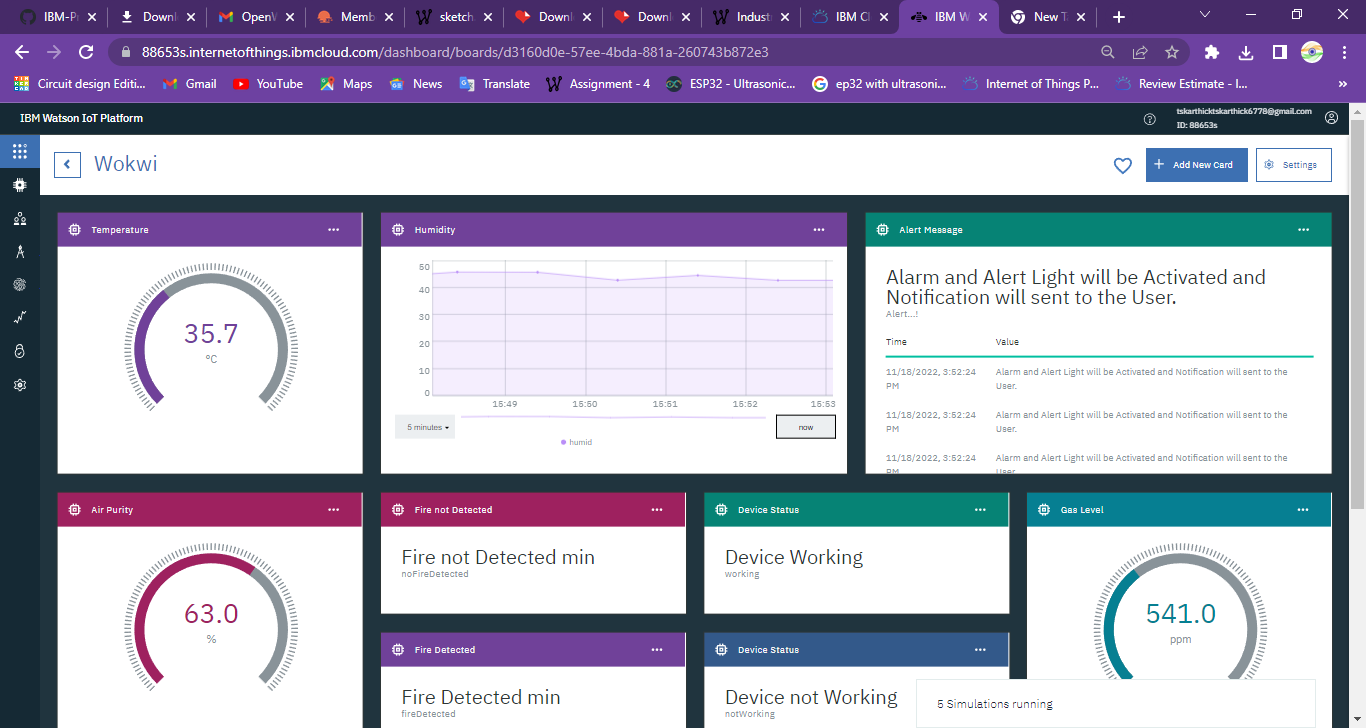 IBM-Pr
Downl
OpenW
Memb
sketch
Downl
Downl
Indust
IBM Cl
IBM W
New T
88653s.internetofthings.ibmcloud.com/dashboard/boards/d3160d0e-57ee-4bda-881a-260743b872e3
Circuit design Editi...
Gmail
YouTube
Maps
News
Translate
Assignment - 4
ESP32 - Ultrasonic...
ep32 with ultrasoni...
Internet of Things P...
Review Estimate - I...
»
IBM Watson IoT Platform
tskarthicktskarthick6778@gmail.com
ID: 88653s
Wokwi
Add New Card
Settings
Temperature
35.7
°C
Humidity
50
40
30
20
10
0
15:49 15:50 15:51 15:52 15:53
5 minutes
now
humid
Alert Message
Alarm and Alert Light will be Activated and
Notification will sent to the User.
Alert...!
Time Value
11/18/2022, 3:52:24 Alarm and Alert Light will be Activated and Notification will sent to the
PM User.
11/18/2022, 3:52:24 Alarm and Alert Light will be Activated and Notification will sent to the
PM User.
11/18/2022, 3:52:24 Alarm and Alert Light will be Activated and Notification will sent to the
PM User.
Air Purity
63.0
%
Fire not Detected
Fire not Detected min
noFireDetected
Device Status
Device Working
working
Gas Level
541.0
ppm
Fire Detected
Fire Detected min
fireDetected
Device Status
Device not Working
notWorking
5 Simulations running